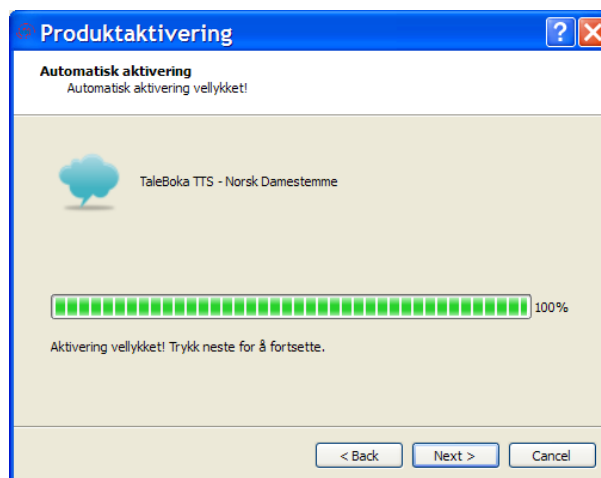 Produktaktivering
Automatisk aktivering
Automatisk aktivering vellykket!
TaleBoka TTS - Norsk Damestemme
100%
Aktivering vellykket! Trykk neste for å fortsette.
< Back Next > Cancel